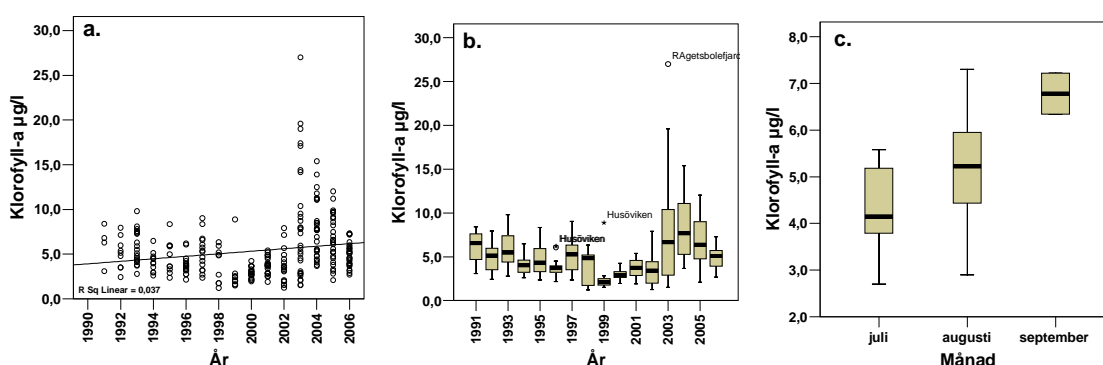 a.
Klorofyll-a µg/l
30,0
25,0
20,0
15,0
10,0
5,0
0,0
R Sq Linear = 0,037
1990
1992
1994
1996
1998
2000
2002
2004
2006
År
b.
Klorofyll-a µg/l
30,0
25,0
20,0
15,0
10,0
5,0
0,0
RAgetsbolefjard
Husöviken
Husöviken
1991
1993
1995
1997
1999
2001
2003
2005
År
c.
Klorofyll-a µg/l
8,0
7,0
6,0
5,0
4,0
3,0
2,0
juli
augusti
september
Månad